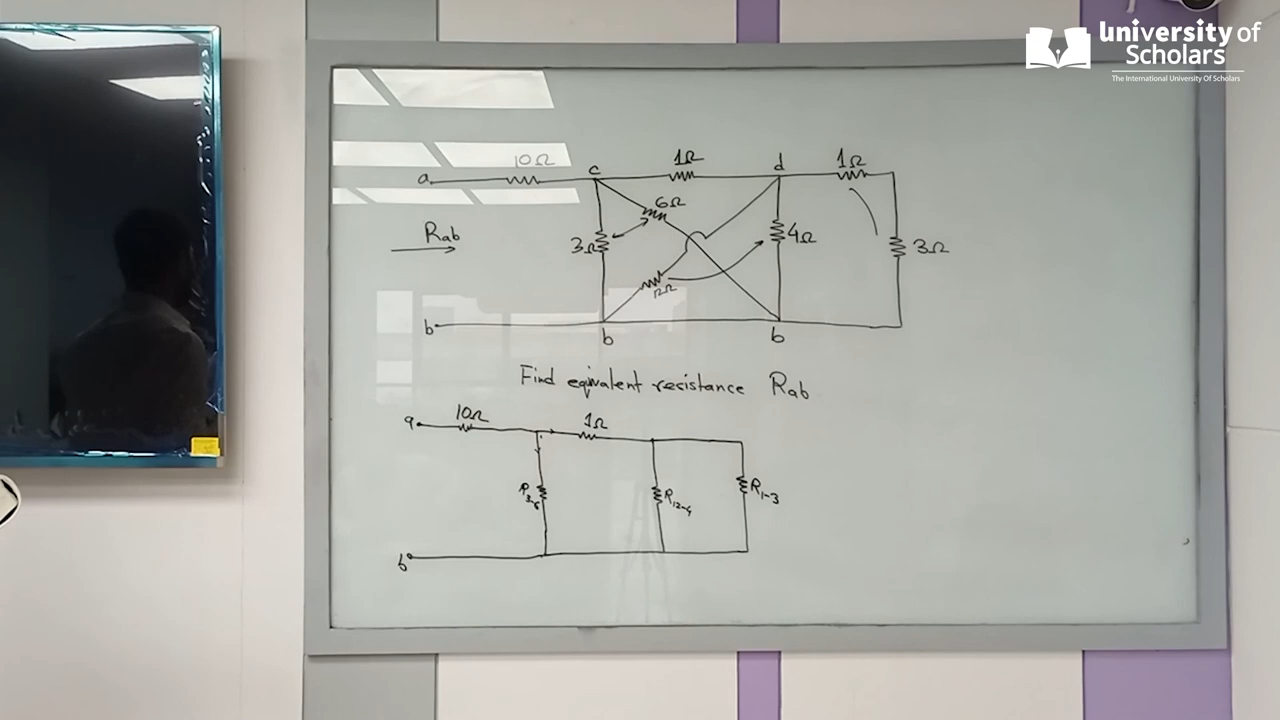 University of
Scholars
The International University Of Scholars
a 10Ω c 1Ω d 1Ω
6Ω
Rab 3Ω 4Ω 3Ω
12Ω
b b b
Find equivalent resistance Rab
a 10Ω 1Ω
R3-6 R12-4 R1-3
b